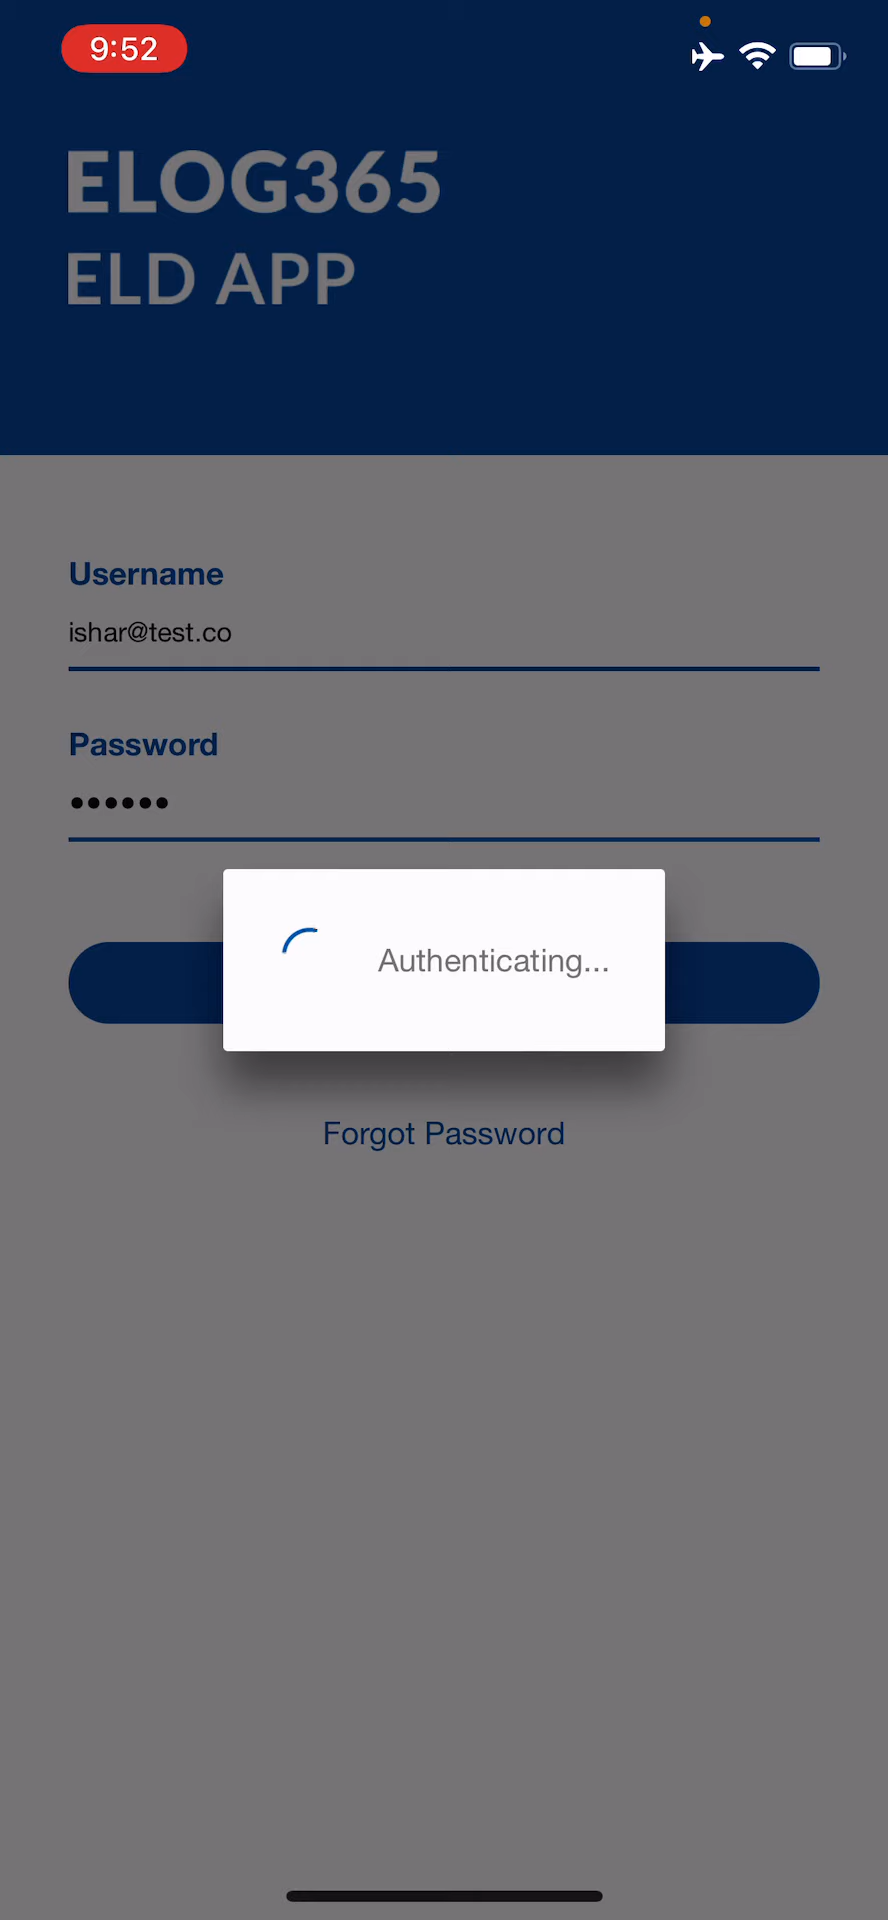 9:52
ELOG365
ELD APP
Username
ishar@test.co
Password
••••••
Authenticating...
Forgot Password